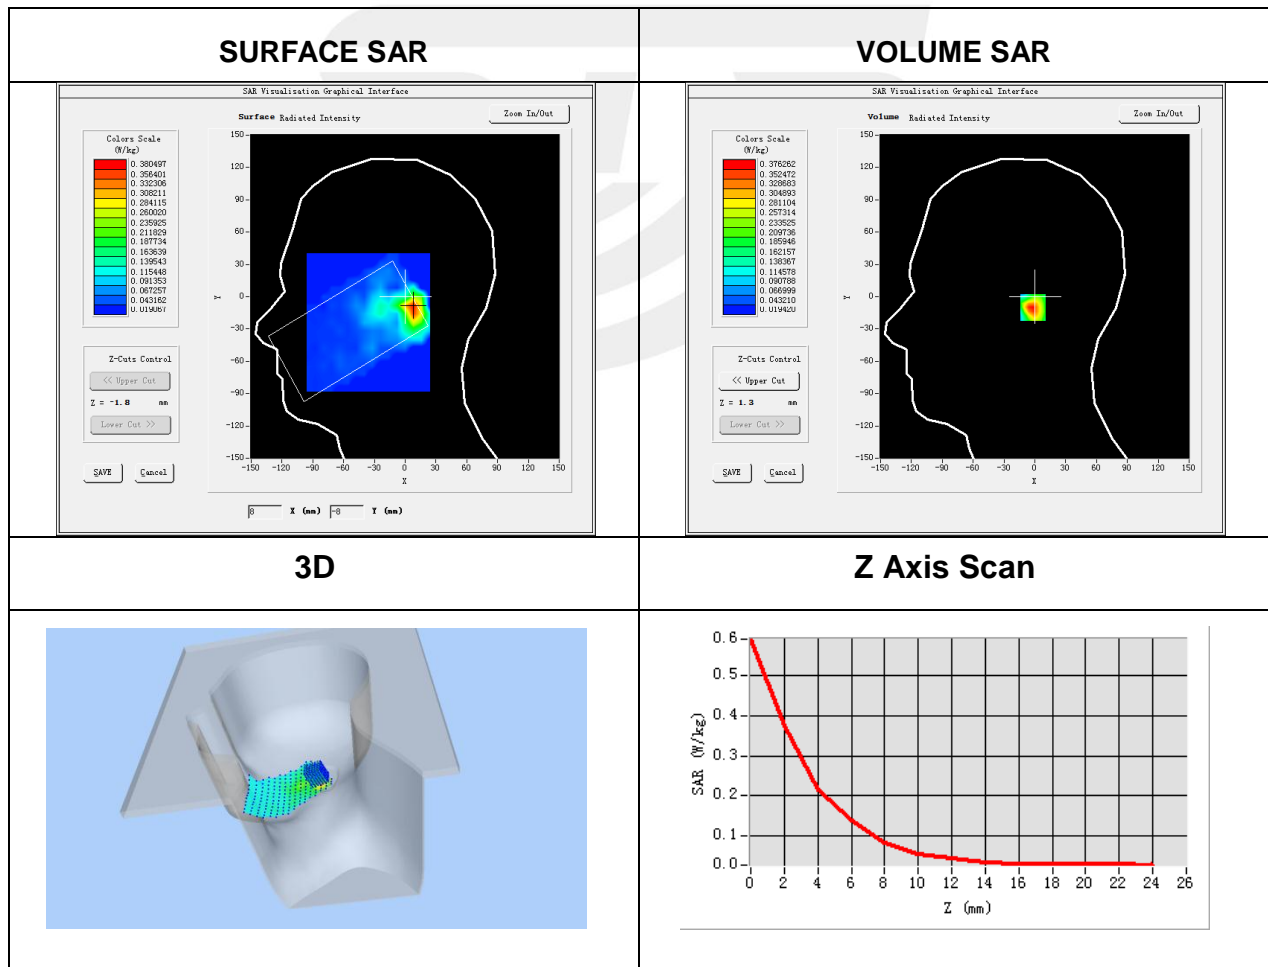 SURFACE SAR
SAR Visualisation Graphical Interface
Surface Radiated Intensity
Zoom In/Out
Colors Scale
(W/kg)
0.380497
0.356401
0.332306
0.308211
0.284115
0.260020
0.235925
0.211829
0.187734
0.163639
0.139543
0.115448
0.091353
0.067257
0.043162
0.019067
Z-Cuts Control
<< Upper Cut
Z = -1.8 mm
Lower Cut >>
SAVE Cancel
150
120
90
60
30
0
-30
-60
-90
-120
-150
Y
-150 -120 -90 -60 -30 0 30 60 90 120 150
X
8 X (mm) -8 Y (mm)
VOLUME SAR
SAR Visualisation Graphical Interface
Volume Radiated Intensity
Zoom In/Out
Colors Scale
(W/kg)
0.376262
0.352472
0.328683
0.304893
0.281104
0.257314
0.233525
0.209736
0.185946
0.162157
0.138367
0.114578
0.090788
0.066999
0.043210
0.019420
Z-Cuts Control
<< Upper Cut
Z = 1.3 mm
Lower Cut >>
SAVE Cancel
150
120
90
60
30
0
-30
-60
-90
-120
-150
Y
-150 -120 -90 -60 -30 0 30 60 90 120 150
X
3D
Z Axis Scan
0.6
0.5
0.4
0.3
0.2
0.1
0.0
SAR (W/kg)
0 2 4 6 8 10 12 14 16 18 20 22 24 26
Z (mm)